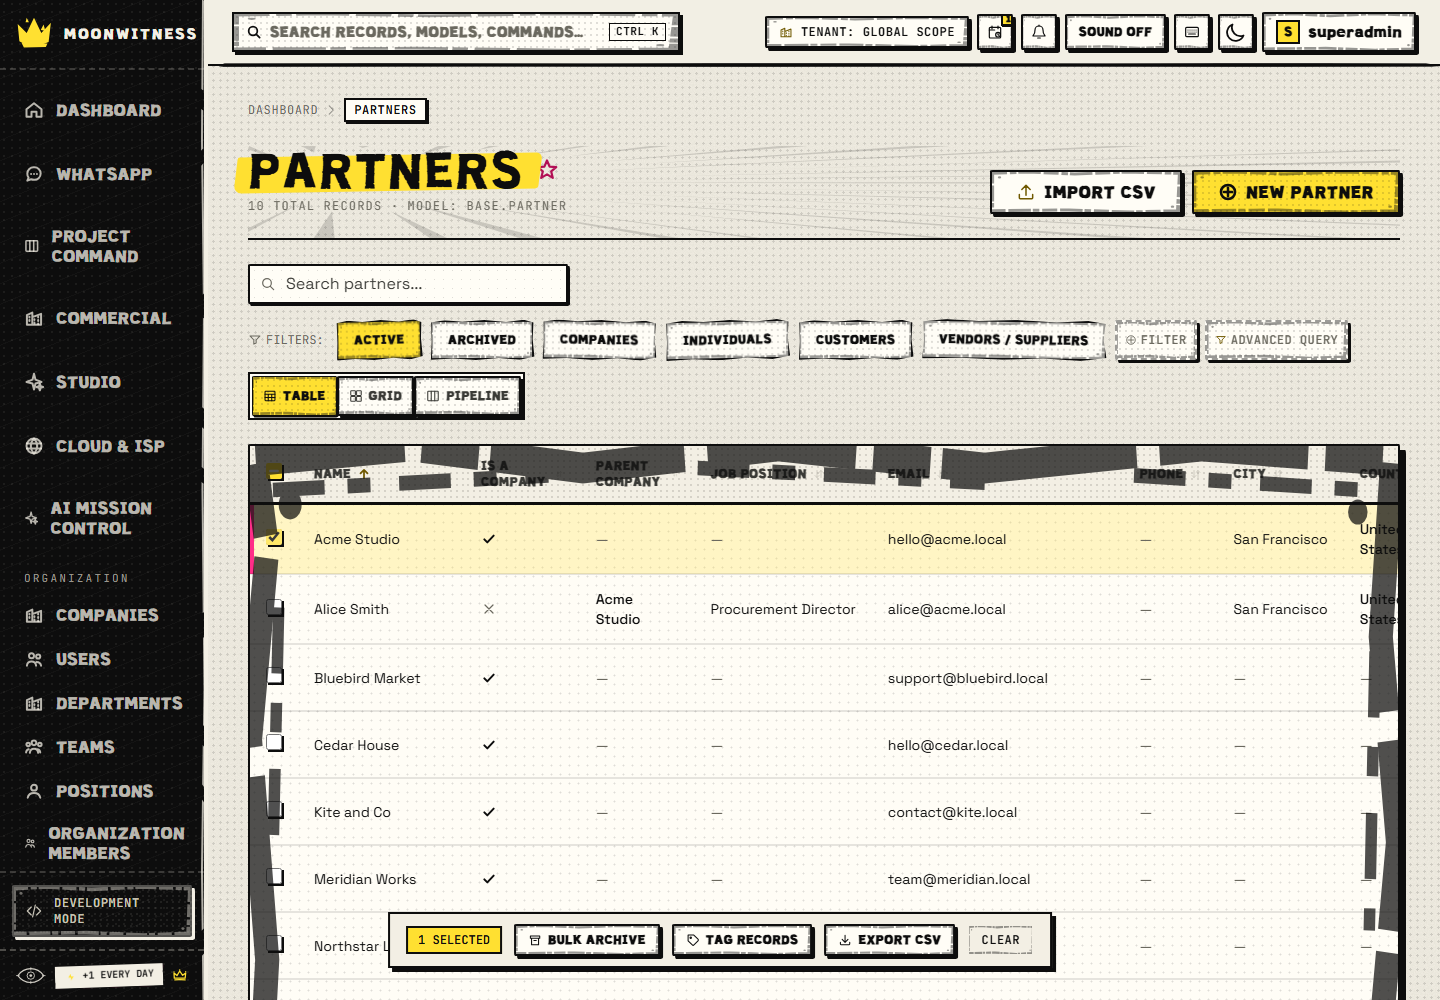 MOONWITNESS
SEARCH RECORDS, MODELS, COMMANDS…
CTRL K
TENANT: GLOBAL SCOPE
SOUND OFF
S
superadmin
DASHBOARD
WHATSAPP
PROJECT
COMMAND
COMMERCIAL
STUDIO
CLOUD & ISP
AI MISSION
CONTROL
ORGANIZATION
COMPANIES
USERS
DEPARTMENTS
TEAMS
POSITIONS
ORGANIZATION
MEMBERS
DEVELOPMENT
MODE
+1 EVERY DAY
DASHBOARD
PARTNERS
PARTNERS
10 TOTAL RECORDS · MODEL: BASE.PARTNER
IMPORT CSV
NEW PARTNER
Search partners...
FILTERS:
ACTIVE
ARCHIVED
COMPANIES
INDIVIDUALS
CUSTOMERS
VENDORS / SUPPLIERS
FILTER
ADVANCED QUERY
TABLE
GRID
PIPELINE
NAME
IS A
COMPANY
PARENT
COMPANY
JOB POSITION
EMAIL
PHONE
CITY
Acme Studio
—
—
hello@acme.local
—
San Francisco
Alice Smith
Acme
Studio
Procurement Director
alice@acme.local
—
San Francisco
Bluebird Market
—
—
support@bluebird.local
—
—
—
Cedar House
—
—
hello@cedar.local
—
—
—
Kite and Co
—
—
contact@kite.local
—
—
—
Meridian Works
—
—
team@meridian.local
—
—
—
Northstar
—
—
—
1 SELECTED
BULK ARCHIVE
TAG RECORDS
EXPORT CSV
CLEAR